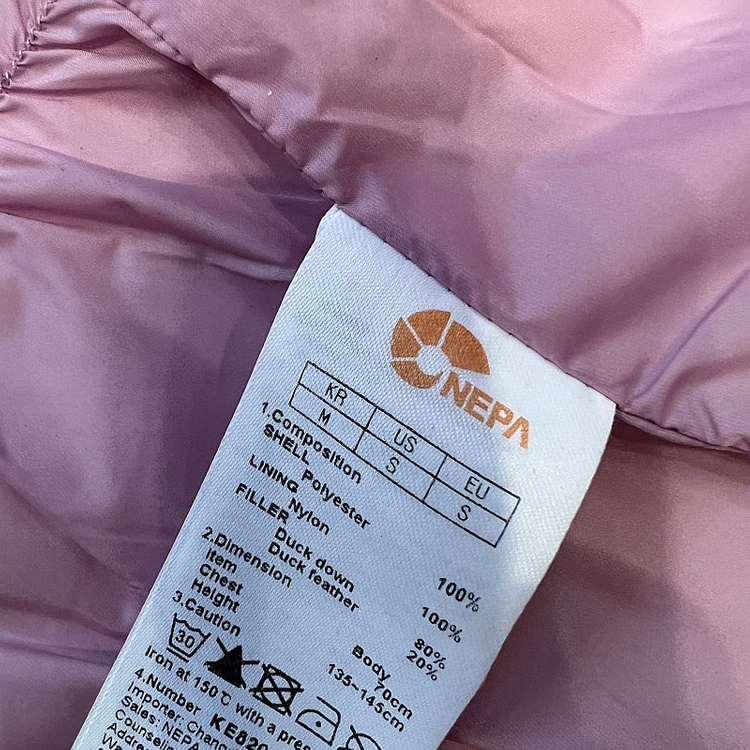 NEPA
KR US EU
M S S
1.Composition
SHELL
Polyester 100%
LINING
Nylon 100%
FILLER
Duck down 80%
Duck feather 20%
2.Dimension
Item Body
Chest 70cm
Height 135~145cm
3.Caution
30
Iron at 150℃ with a
4.Number
Importer:
Sales: NEPA